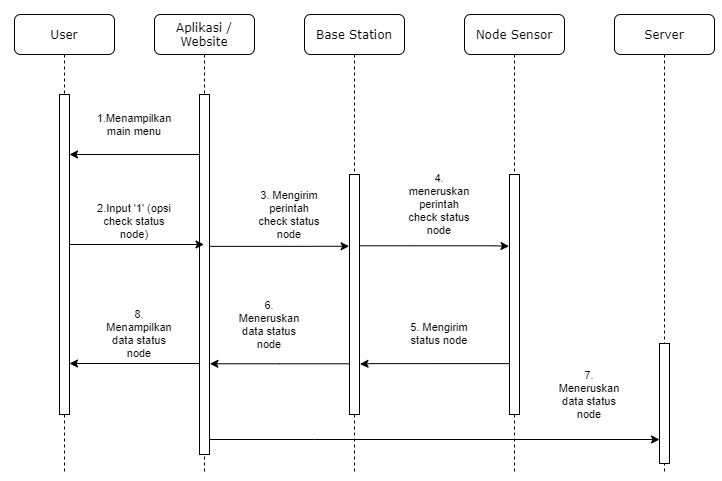 User
Aplikasi /
Website
Base Station
Node Sensor
Server
1.Menampilkan
main menu
2.Input '1' (opsi
check status
node)
3. Mengirim
perintah
check status
node
4.
meneruskan
perintah
check status
node
5. Mengirim
status node
6.
Meneruskan
data status
node
8.
Menampilkan
data status
node
7.
Meneruskan
data status
node